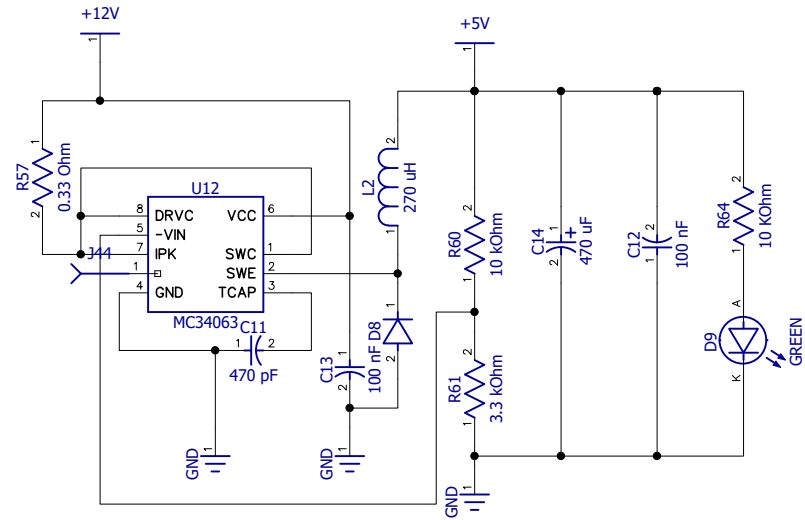 +12V
1
+5V
1
R57
1
2
0.33 Ohm
U12
8 DRVC VCC 6
5 -VIN
7 IPK SWC 1
J44
1 SWE 2
4 GND TCAP 3
MC34063
C11
1 2
470 pF
GND
1
C13
1
2
100 nF
GND
1
D8
1
2
L2
2
1
270 uH
R60
2
1
10 kOhm
R61
2
1
3.3 kOhm
GND
1
C14
1
+
2
470 uF
C12
2
1
100 nF
R64
2
1
10 KOhm
D9
A
K
GREEN